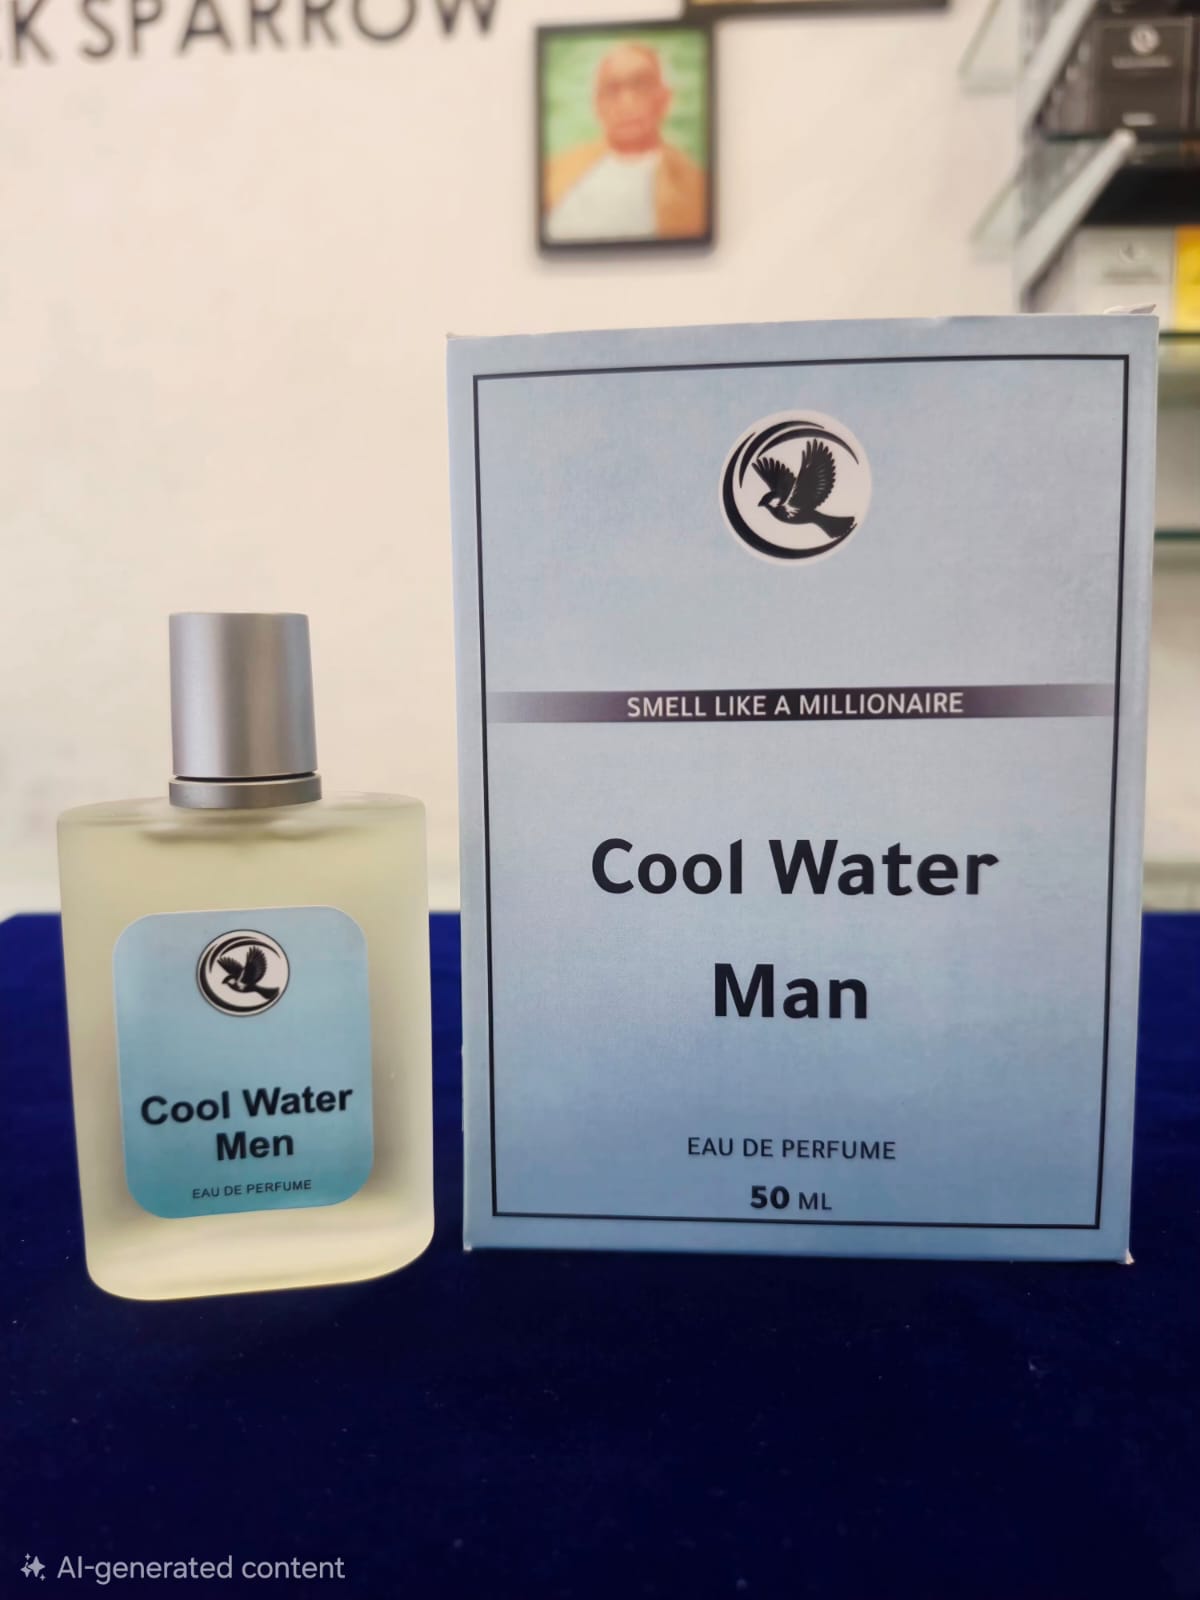 K SPARROW
SMELL LIKE A MILLIONAIRE
Cool Water
Man
EAU DE PERFUME
50 ML
Cool Water
Men
EAU DE PERFUME
AI-generated content